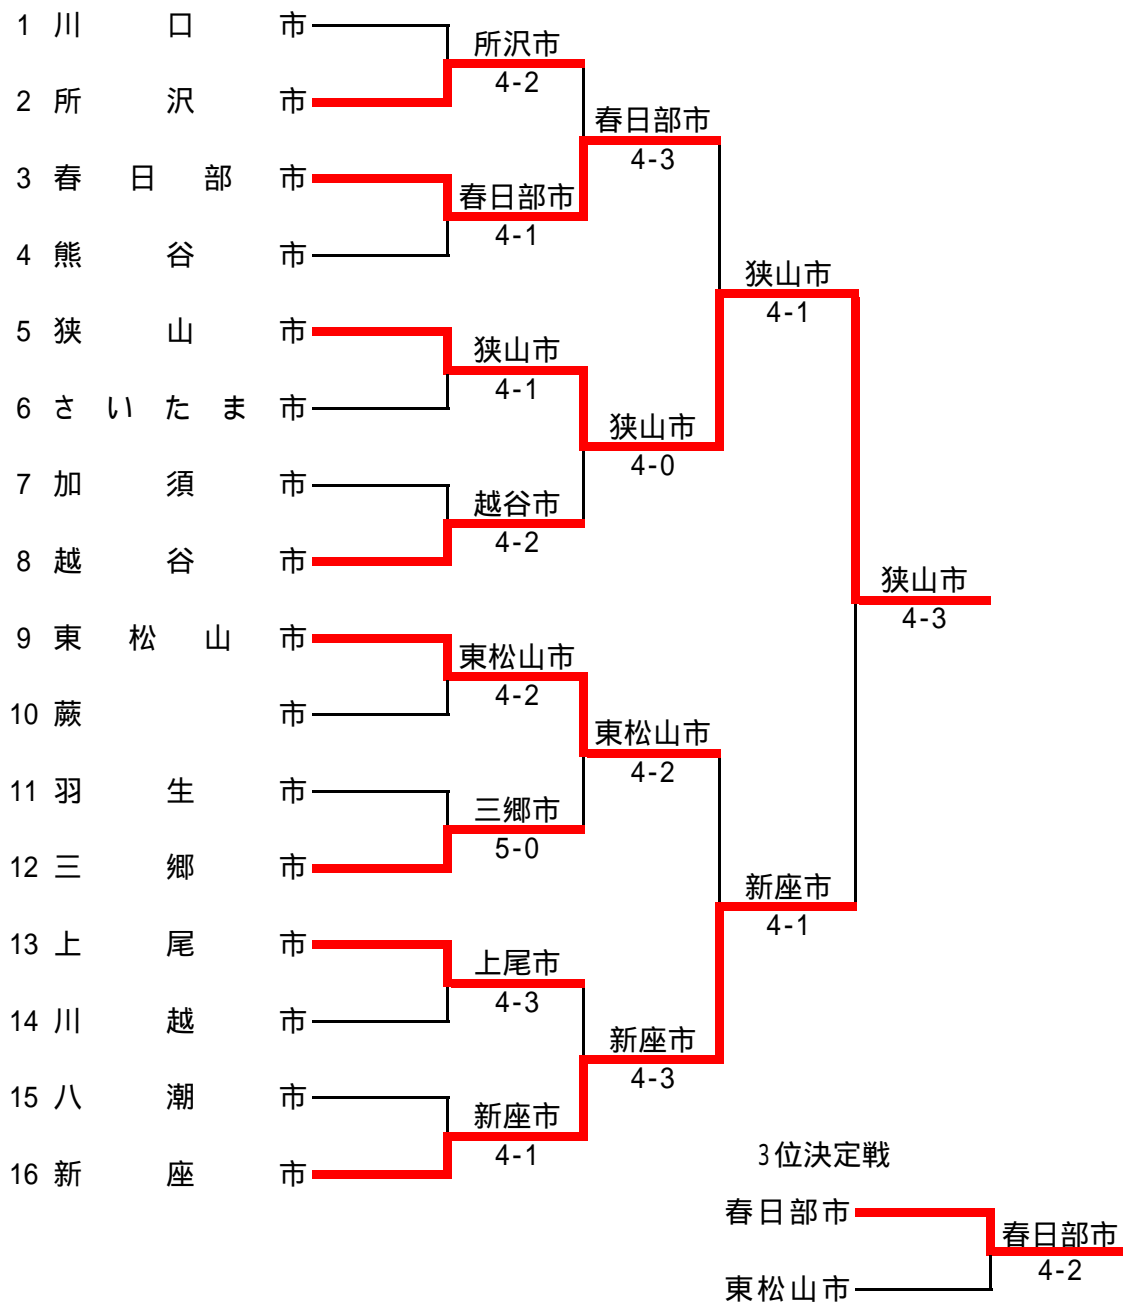 1 川口市
所沢市
4-2
2 所沢市
春日部市
4-3
3 春日部市
春日部市
4-1
4 熊谷市
狭山市
4-1
5 狭山市
狭山市
4-1
6 さいたま市
狭山市
4-0
7 加須市
越谷市
4-2
8 越谷市
狭山市
4-3
9 東松山市
東松山市
4-2
10 蕨市
東松山市
4-2
11 羽生市
三郷市
5-0
12 三郷市
新座市
4-1
13 上尾市
上尾市
4-3
14 川越市
新座市
4-3
15 八潮市
新座市
4-1
16 新座市
3位決定戦
春日部市
春日部市
4-2
東松山市